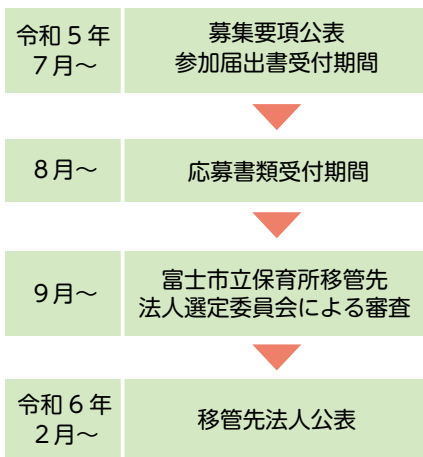 令和５年
７月～
募集要項公表
参加届出書受付期間
８月～
応募書類受付期間
９月～
富士市立保育所移管先
法人選定委員会による審査
令和６年
２月～
移管先法人公表